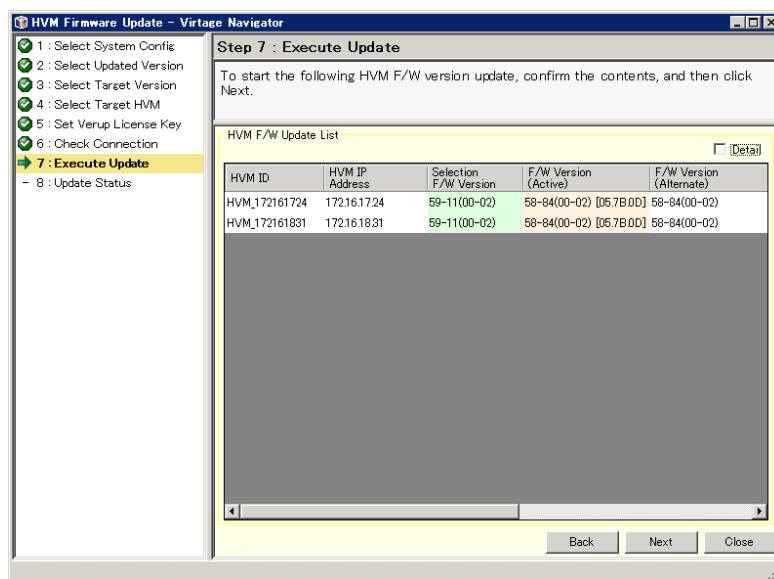 HVM Firmware Update - Virtage Navigator
1 : Select System Config
2 : Select Updated Version
3 : Select Target Version
4 : Select Target HVM
5 : Set Verup License Key
6 : Check Connection
7 : Execute Update
- 8 : Update Status
Step 7 : Execute Update
To start the following HVM F/W version update, confirm the contents, and then click
Next.
HVM F/W Update List
Detail
HVM ID HVM IP Address Selection F/W Version F/W Version (Active) F/W Version (Alternate)
HVM_172161724 172.16.17.24 59-11(00-02) 58-84(00-02) [05.7B.0D] 58-84(00-02)
HVM_172161831 172.16.18.31 59-11(00-02) 58-84(00-02) [05.7B.0D] 58-84(00-02)
Back Next Close